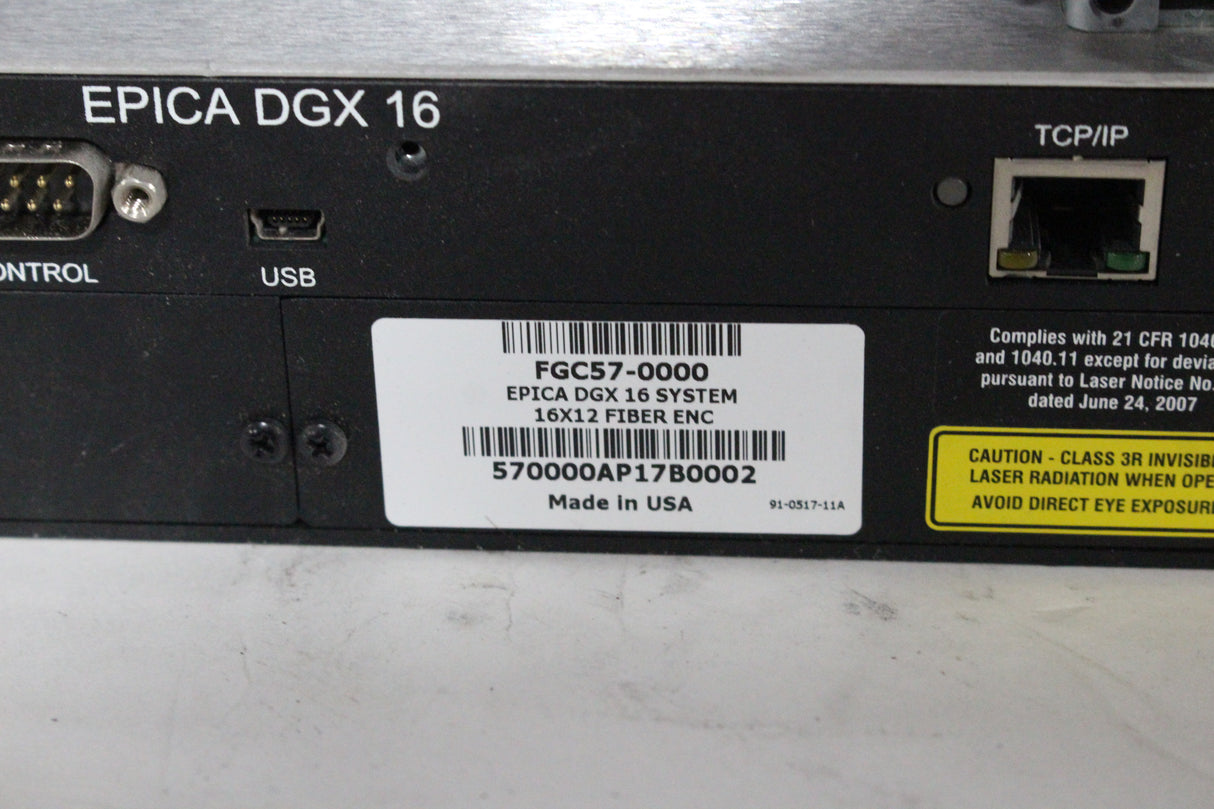 EPICA DGX 16
TCP/IP
ONTROL
USB
FGC57-0000
EPICA DGX 16 SYSTEM
16X12 FIBER ENC
570000AP17B0002
Made in USA
91-0517-11A
Complies with 21 CFR 1040
and 1040.11 except for devia
pursuant to Laser Notice No.
dated June 24, 2007
CAUTION - CLASS 3R INVISIB
LASER RADIATION WHEN OPE
AVOID DIRECT EYE EXPOSUR